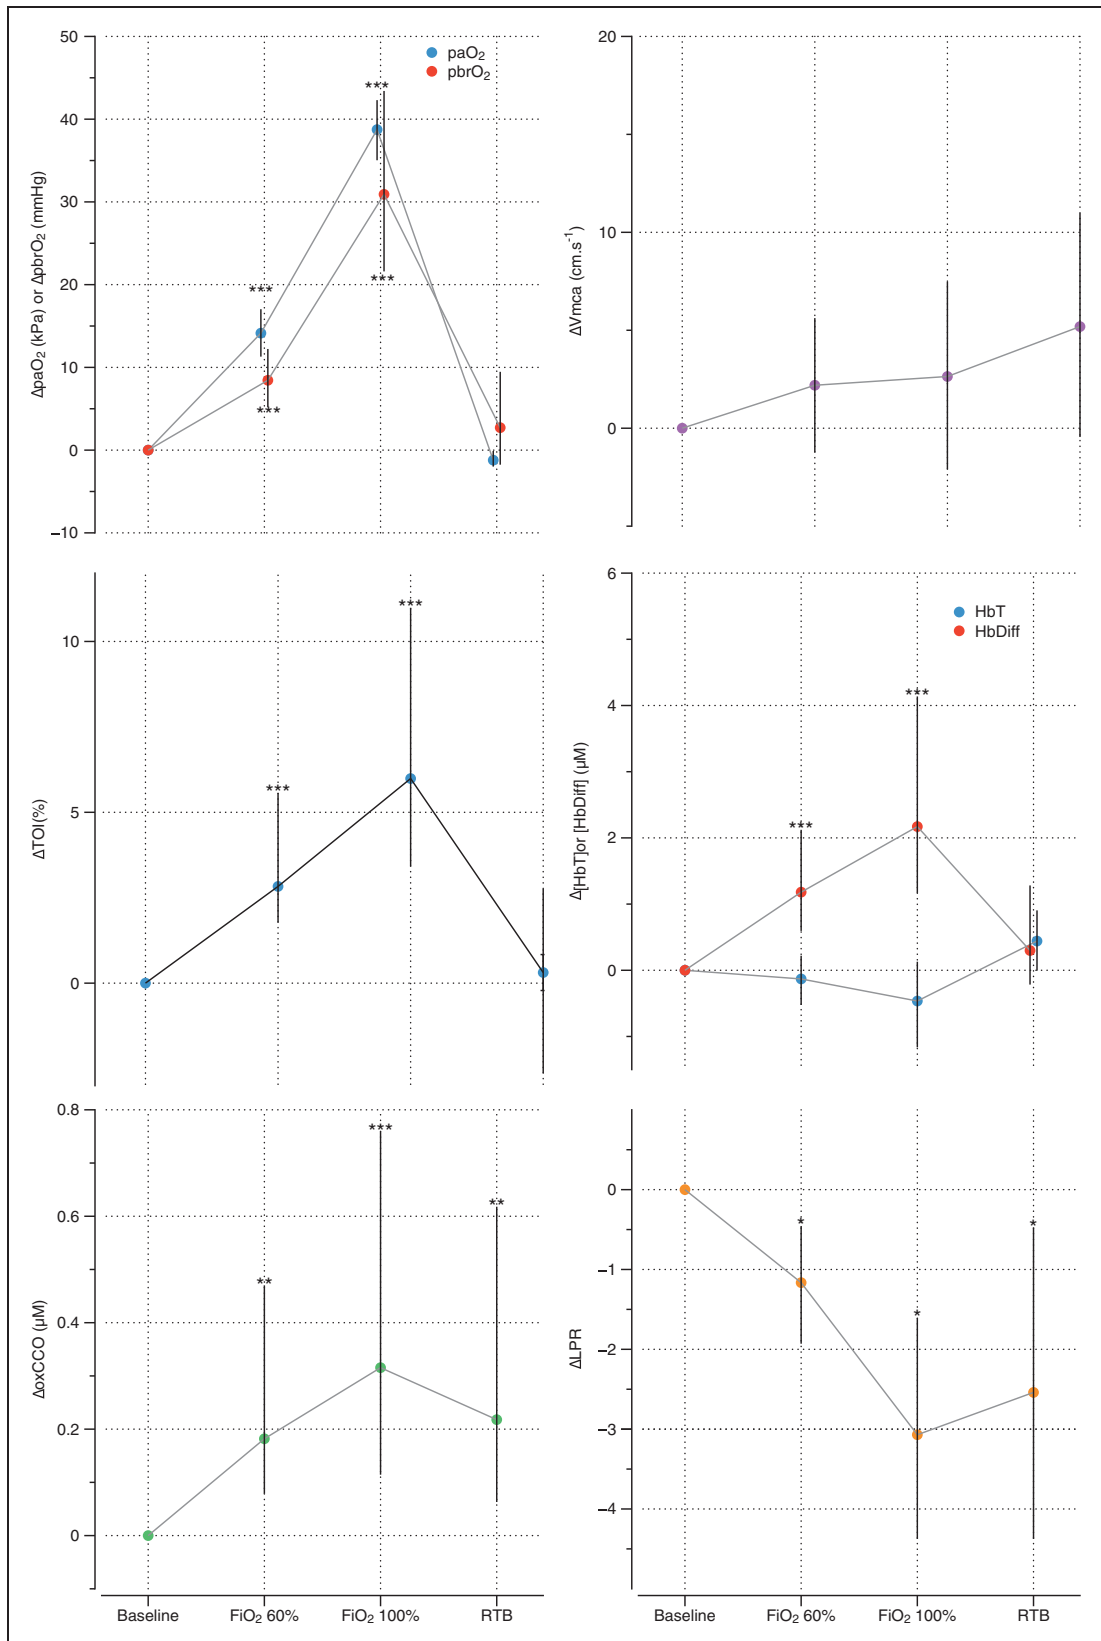 50
40
30
20
10
0
−10
ΔpaO₂ (kPa) or ΔpbrO₂ (mmHg)
paO₂
pbrO₂
***
***
***
***
20
10
0
ΔVmca (cm.s⁻¹)
10
5
0
ΔTOI(%)
***
***
6
4
2
0
Δ[HbT]or [HbDiff] (μM)
HbT
HbDiff
***
***
0.8
0.6
0.4
0.2
0
ΔoxCCO (μM)
**
***
**
Baseline
FiO₂ 60%
FiO₂ 100%
RTB
0
−1
−2
−3
−4
ΔLPR
*
*
*
Baseline
FiO₂ 60%
FiO₂ 100%
RTB